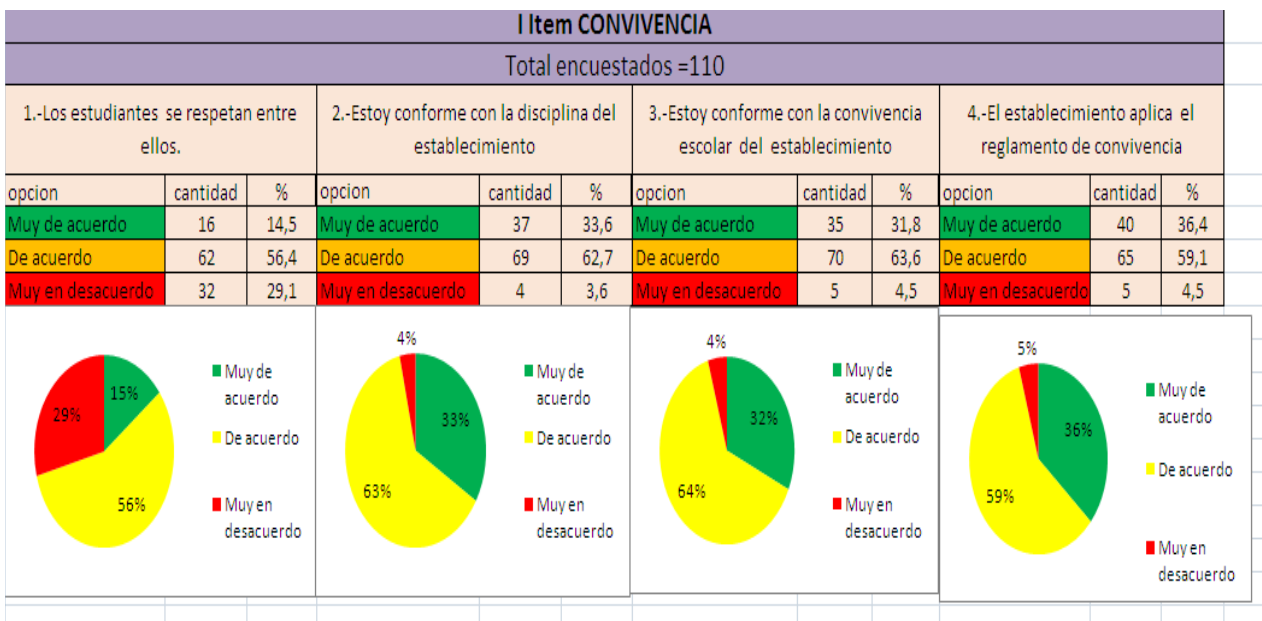 I Item CONVIVENCIA
Total encuestados =110
1.-Los estudiantes se respetan entre
ellos.
2.-Estoy conforme con la disciplina del
establecimiento
3.-Estoy conforme con la convivencia
escolar del establecimiento
4.-El establecimiento aplica el
reglamento de convivencia
opcion cantidad % opcion cantidad % opcion cantidad % opcion cantidad %
Muy de acuerdo 16 14,5 Muy de acuerdo 37 33,6 Muy de acuerdo 35 31,8 Muy de acuerdo 40 36,4
De acuerdo 62 56,4 De acuerdo 69 62,7 De acuerdo 70 63,6 De acuerdo 65 59,1
Muy en desacuerdo 32 29,1 Muy en desacuerdo 4 3,6 Muy en desacuerdo 5 4,5 Muy en desacuerdo 5 4,5
15%
29%
56%
Muy de
acuerdo
De acuerdo
Muy en
desacuerdo
4%
33%
63%
Muy de
acuerdo
De acuerdo
Muy en
desacuerdo
4%
32%
64%
Muy de
acuerdo
De acuerdo
Muy en
desacuerdo
5%
36%
59%
Muy de
acuerdo
De acuerdo
Muy en
desacuerdo